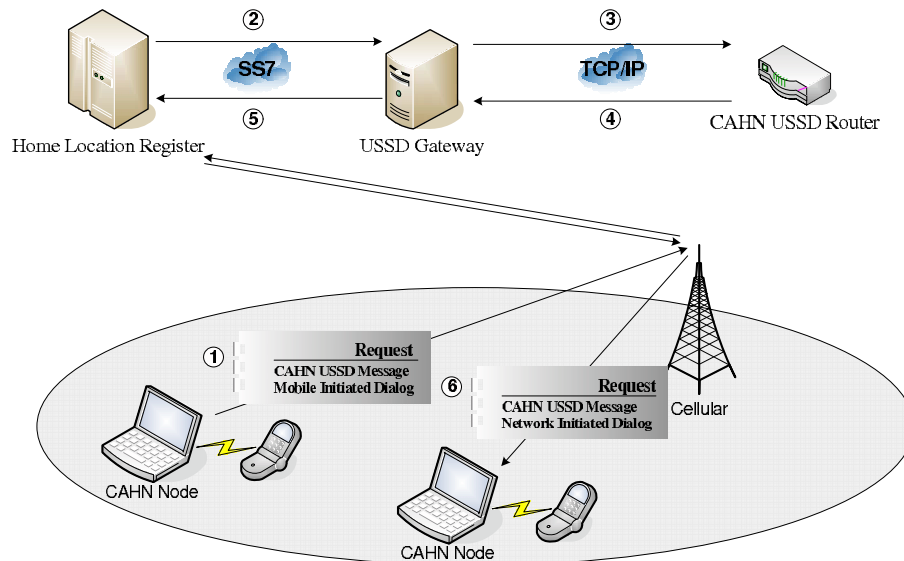 ②
③
SS7
TCP/IP
⑤
④
Home Location Register
USSD Gateway
CAHN USSD Router
①
Request
CAHN USSD Message
Mobile Initiated Dialog
⑥
Request
CAHN USSD Message
Network Initiated Dialog
Cellular
CAHN Node
CAHN Node